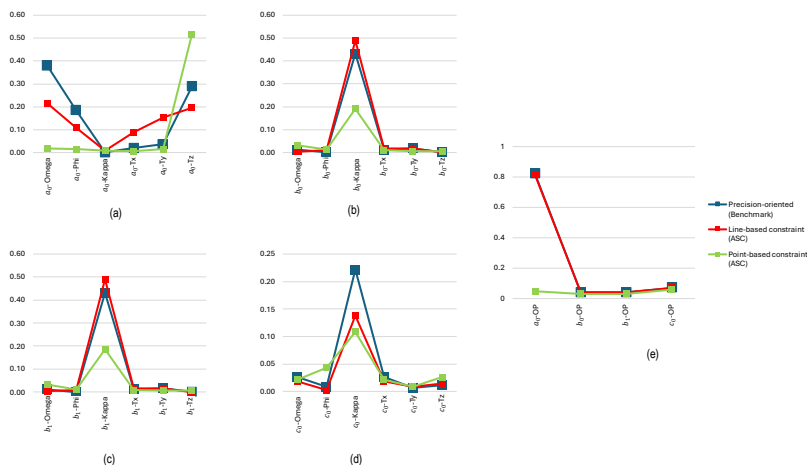 0.60
0.50
0.40
0.30
0.20
0.10
0.00
a₀-Omega
a₀-Phi
a₀-Kappa
a₀-Tx
a₀-Ty
a₀-Tz
(a)
0.60
0.50
0.40
0.30
0.20
0.10
0.00
b₀-Omega
b₀-Phi
b₀-Kappa
b₀-Tx
b₀-Ty
b₀-Tz
(b)
0.60
0.50
0.40
0.30
0.20
0.10
0.00
b₁-Omega
b₁-Phi
b₁-Kappa
b₁-Tx
b₁-Ty
b₁-Tz
(c)
0.25
0.20
0.15
0.10
0.05
0.00
c₀-Omega
c₀-Phi
c₀-Kappa
c₀-Tx
c₀-Ty
c₀-Tz
(d)
1
0.8
0.6
0.4
0.2
0
a₀-OP
b₀-OP
b₁-OP
c₀-OP
(e)
Precision-oriented
(Benchmark)
Line-based constraint
(ASC)
Point-based constraint
(ASC)